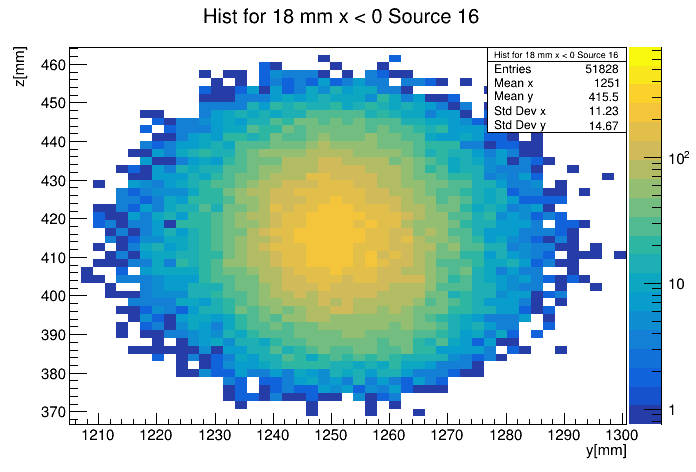 Hist for 18 mm x < 0 Source 16
z[mm]
Hist for 18 mm x < 0 Source 16
Entries 51828
Mean x 1251
Mean y 415.5
Std Dev x 11.23
Std Dev y 14.67
460
450
440
430
420
410
400
390
380
370
10²
10
1
1210 1220 1230 1240 1250 1260 1270 1280 1290 1300
y[mm]